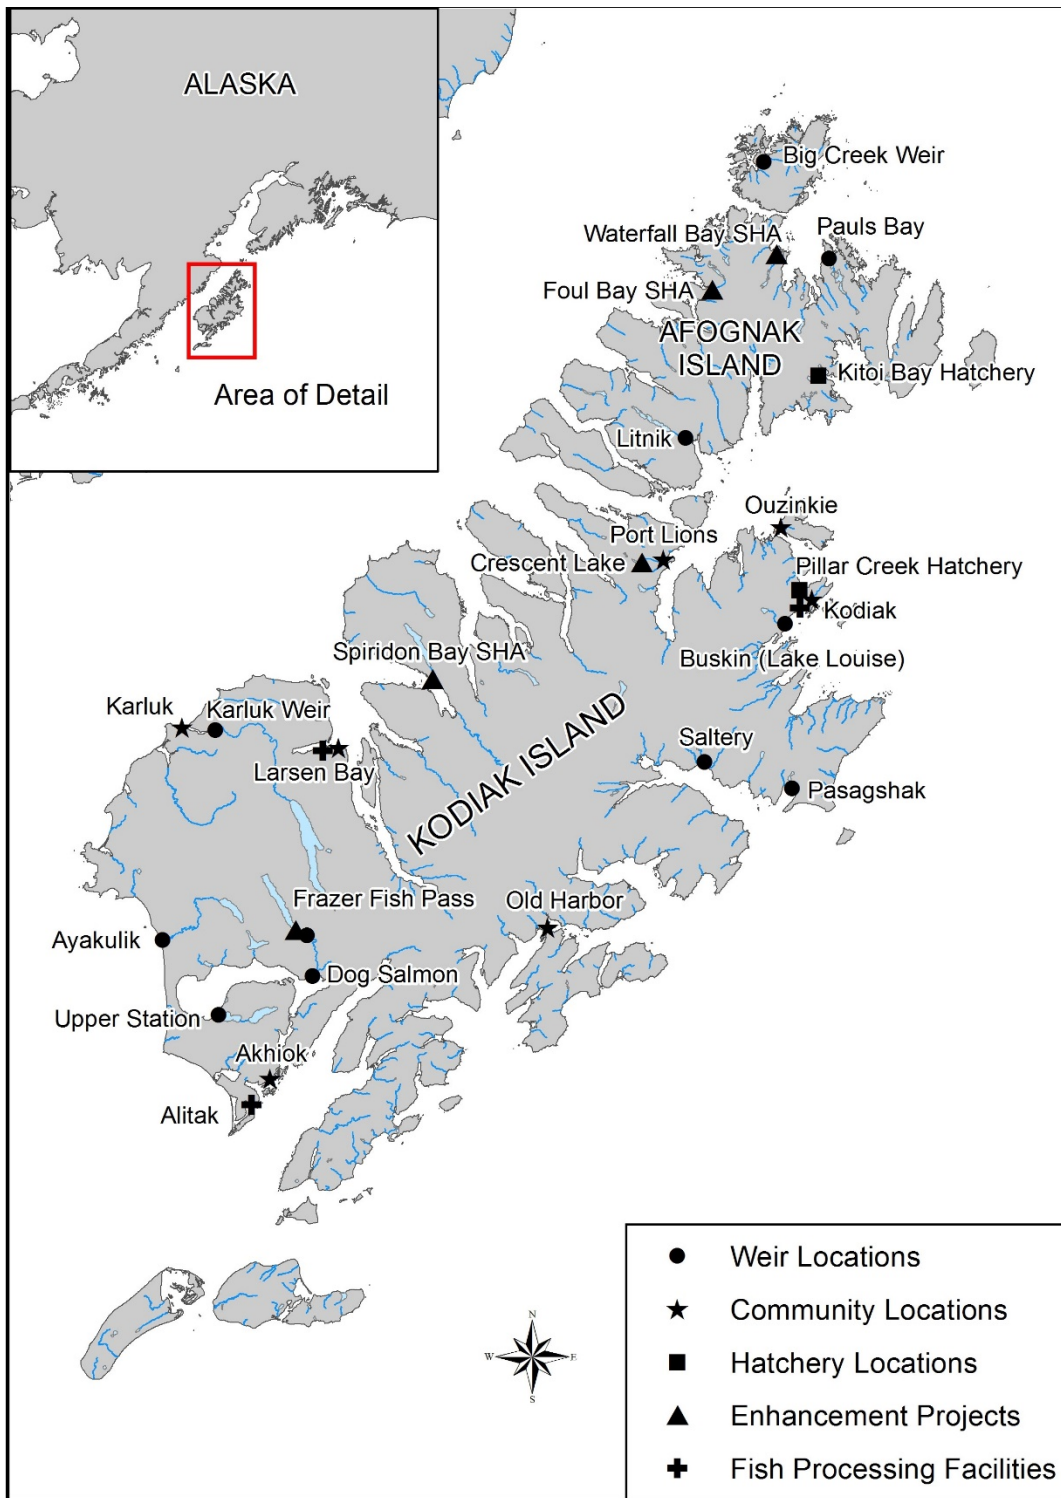 ALASKA
Area of Detail
Big Creek Weir
Pauls Bay
Waterfall Bay SHA
Foul Bay SHA
AFOGNAK
ISLAND
Kitoi Bay Hatchery
Litnik
Ouzinkie
Port Lions
Crescent Lake
Pillar Creek Hatchery
Kodiak
Buskin (Lake Louise)
Spiridon Bay SHA
Karluk
Karluk Weir
Larsen Bay
KODIAK ISLAND
Saltery
Pasagshak
Frazer Fish Pass
Old Harbor
Ayakulik
Dog Salmon
Upper Station
Akhiok
Alitak
N
W
E
S
Weir Locations
Community Locations
Hatchery Locations
Enhancement Projects
Fish Processing Facilities